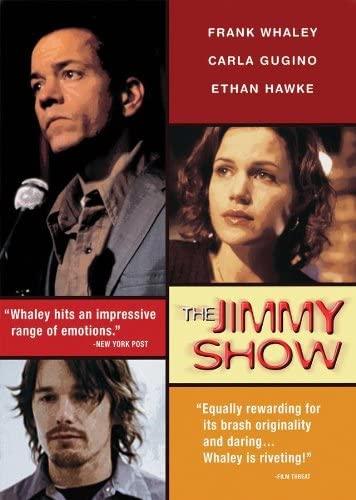 FRANK WHALEY
CARLA GUGINO
ETHAN HAWKE
"Whaley hits an impressive
range of emotions."
-NEW YORK POST
THE JIMMY
SHOW
"Equally rewarding for
its brash originality
and daring...
Whaley is riveting!"
-FILM THREAT